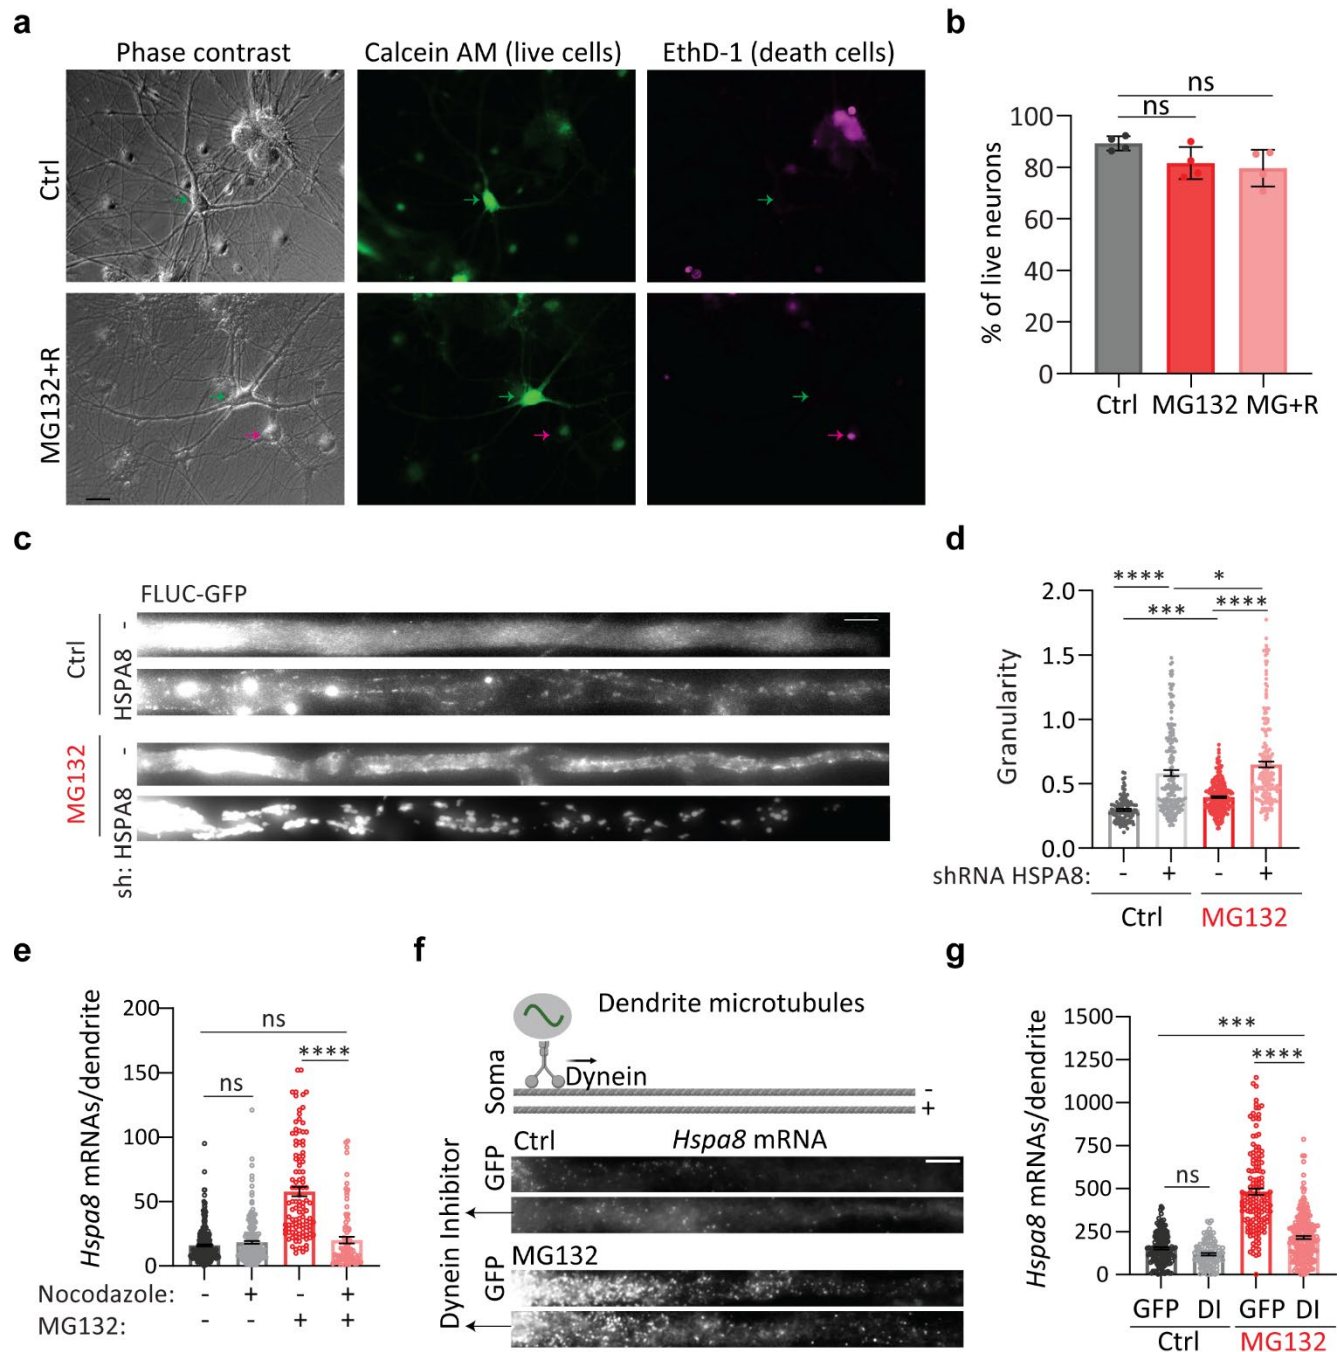 a
Phase contrast
Calcein AM (live cells)
EthD-1 (death cells)
Ctrl
MG132+R
b
ns
ns
% of live neurons
100
80
60
40
20
0
Ctrl
MG132
MG+R
c
FLUC-GFP
Ctrl
-
HSPA8
MG132
-
sh: HSPA8
d
****
*
***
****
Granularity
2.0
1.5
1.0
0.5
0.0
shRNA HSPA8:
-
+
-
+
Ctrl
MG132
e
ns
****
ns
Hspa8 mRNAs/dendrite
200
150
100
50
0
Nocodazole:
-
+
-
+
MG132:
-
-
+
+
f
Dendrite microtubules
Soma
Dynein
-
+
Ctrl
Hspa8 mRNA
GFP
Dynein Inhibitor
MG132
GFP
g
***
****
ns
Hspa8 mRNAs/dendrite
1500
1250
1000
750
500
250
0
GFP
DI
GFP
DI
Ctrl
MG132